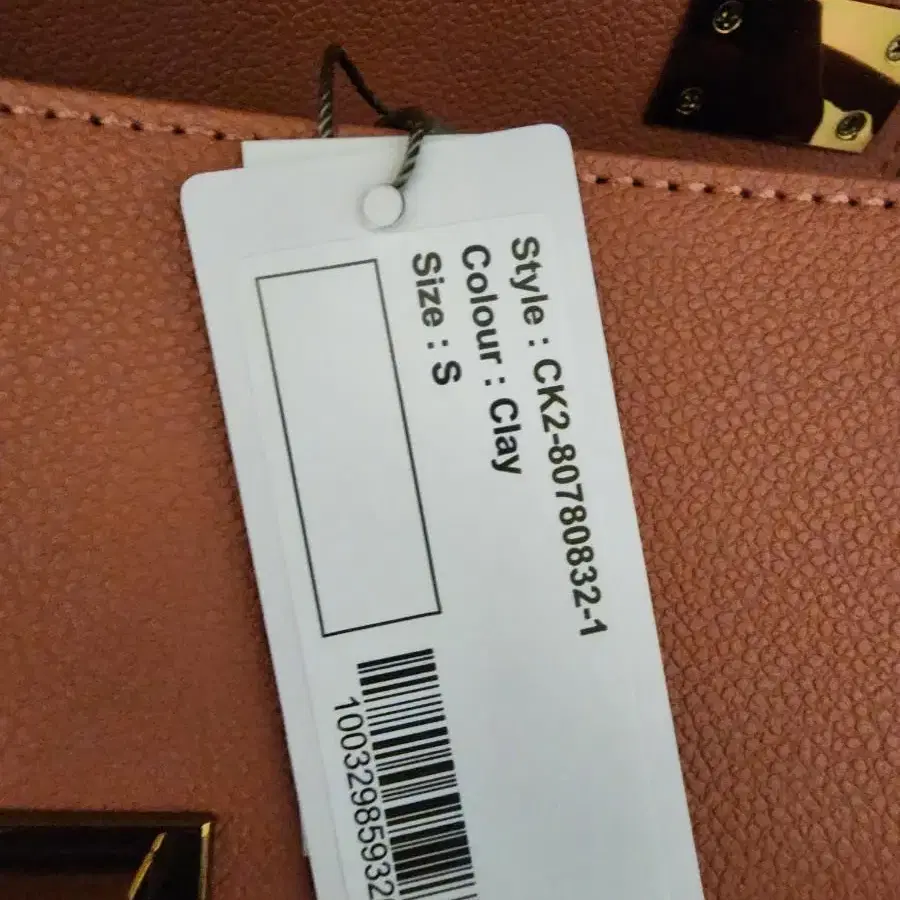 Style : CK2-80780832-1
Colour : Clay
Size : S
10032985932